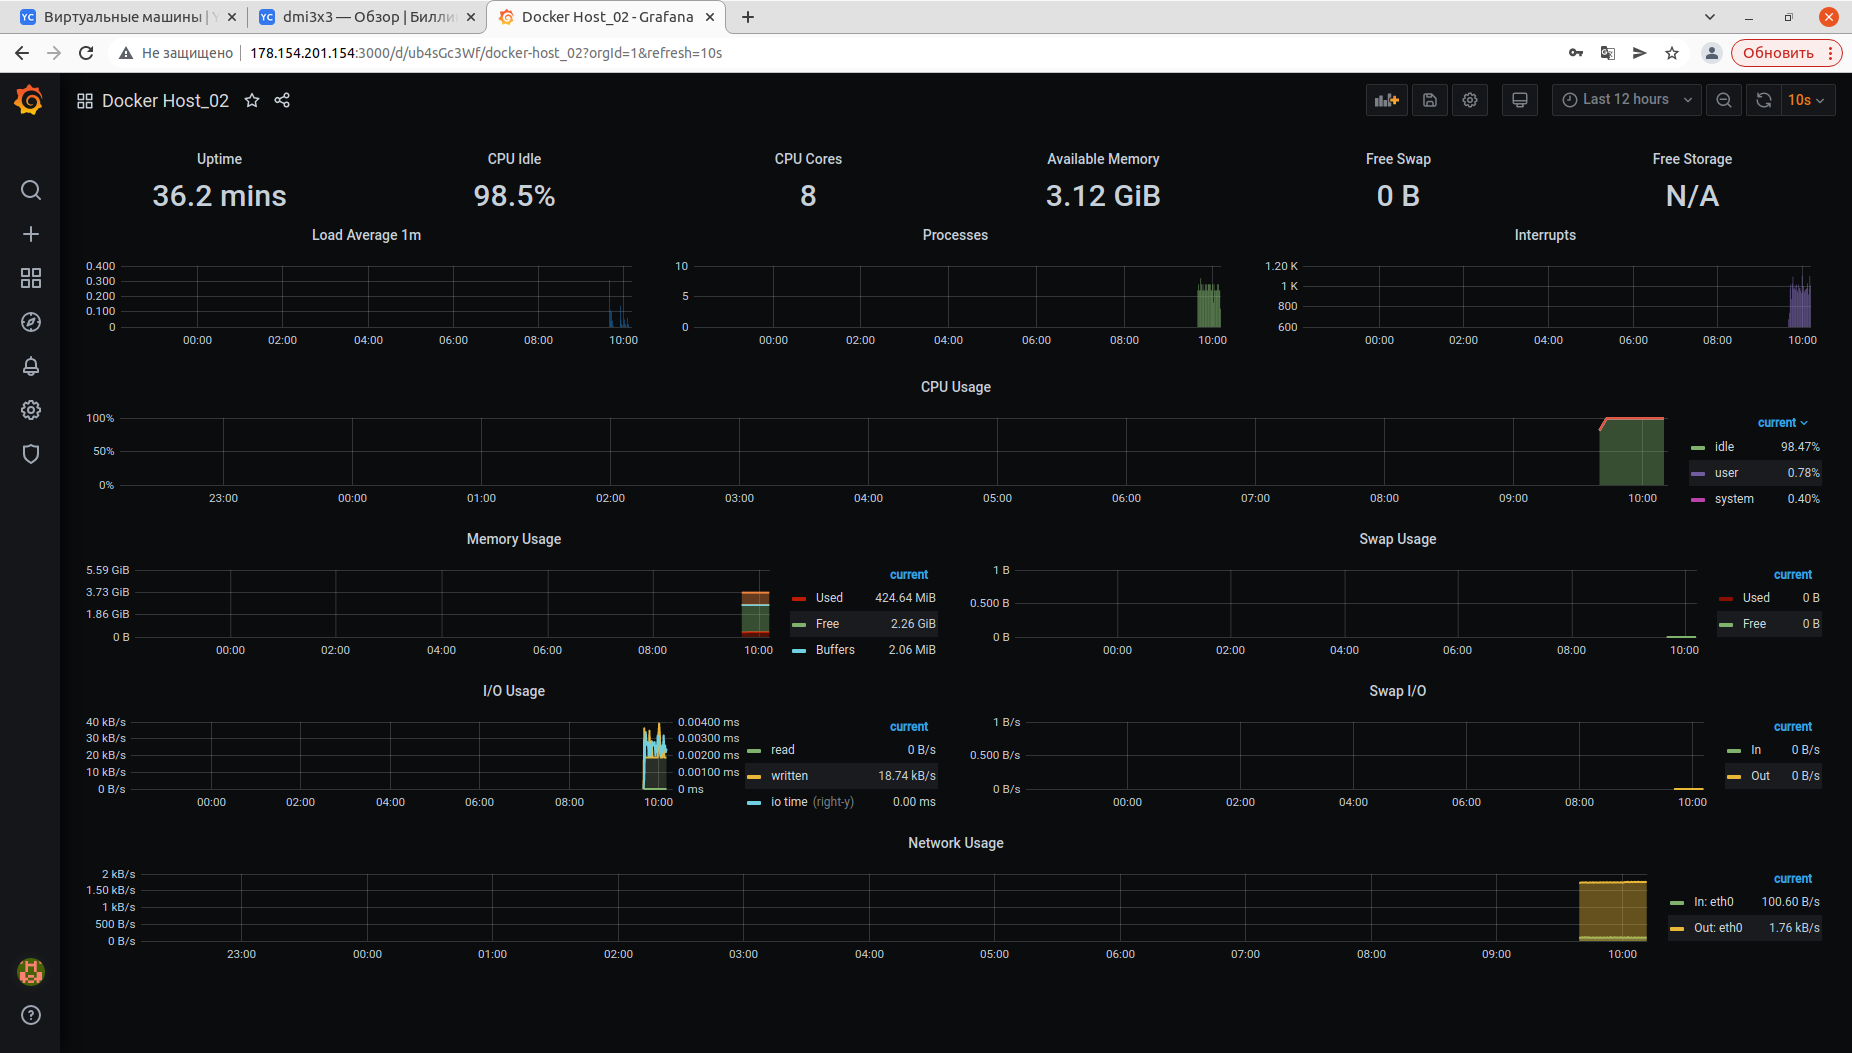 Виртуальные машины | Y
dmi3x3 — Обзор | Билли
Docker Host_02 - Grafana
Не защищено
178.154.201.154:3000/d/ub4sGc3Wf/docker-host_02?orgId=1&refresh=10s
Обновить
Docker Host_02
Last 12 hours
10s
Uptime
36.2 mins
CPU Idle
98.5%
CPU Cores
8
Available Memory
3.12 GiB
Free Swap
0 B
Free Storage
N/A
Load Average 1m
0.400
0.300
0.200
0.100
0
00:00 02:00 04:00 06:00 08:00 10:00
Processes
10
5
0
00:00 02:00 04:00 06:00 08:00 10:00
Interrupts
1.20 K
1 K
800
600
00:00 02:00 04:00 06:00 08:00 10:00
CPU Usage
100%
50%
0%
23:00 00:00 01:00 02:00 03:00 04:00 05:00 06:00 07:00 08:00 09:00 10:00
current
idle 98.47%
user 0.78%
system 0.40%
Memory Usage
5.59 GiB
3.73 GiB
1.86 GiB
0 B
00:00 02:00 04:00 06:00 08:00 10:00
current
Used 424.64 MiB
Free 2.26 GiB
Buffers 2.06 MiB
Swap Usage
1 B
0.500 B
0 B
00:00 02:00 04:00 06:00 08:00 10:00
current
Used 0 B
Free 0 B
I/O Usage
40 kB/s
30 kB/s
20 kB/s
10 kB/s
0 B/s
00:00 02:00 04:00 06:00 08:00 10:00
0.00400 ms
0.00300 ms
0.00200 ms
0.00100 ms
0 ms
current
read 0 B/s
written 18.74 kB/s
io time (right-y) 0.00 ms
Swap I/O
1 B/s
0.500 B/s
0 B/s
00:00 02:00 04:00 06:00 08:00 10:00
current
In 0 B/s
Out 0 B/s
Network Usage
2 kB/s
1.50 kB/s
1 kB/s
500 B/s
0 B/s
23:00 00:00 01:00 02:00 03:00 04:00 05:00 06:00 07:00 08:00 09:00 10:00
current
In: eth0 100.60 B/s
Out: eth0 1.76 kB/s